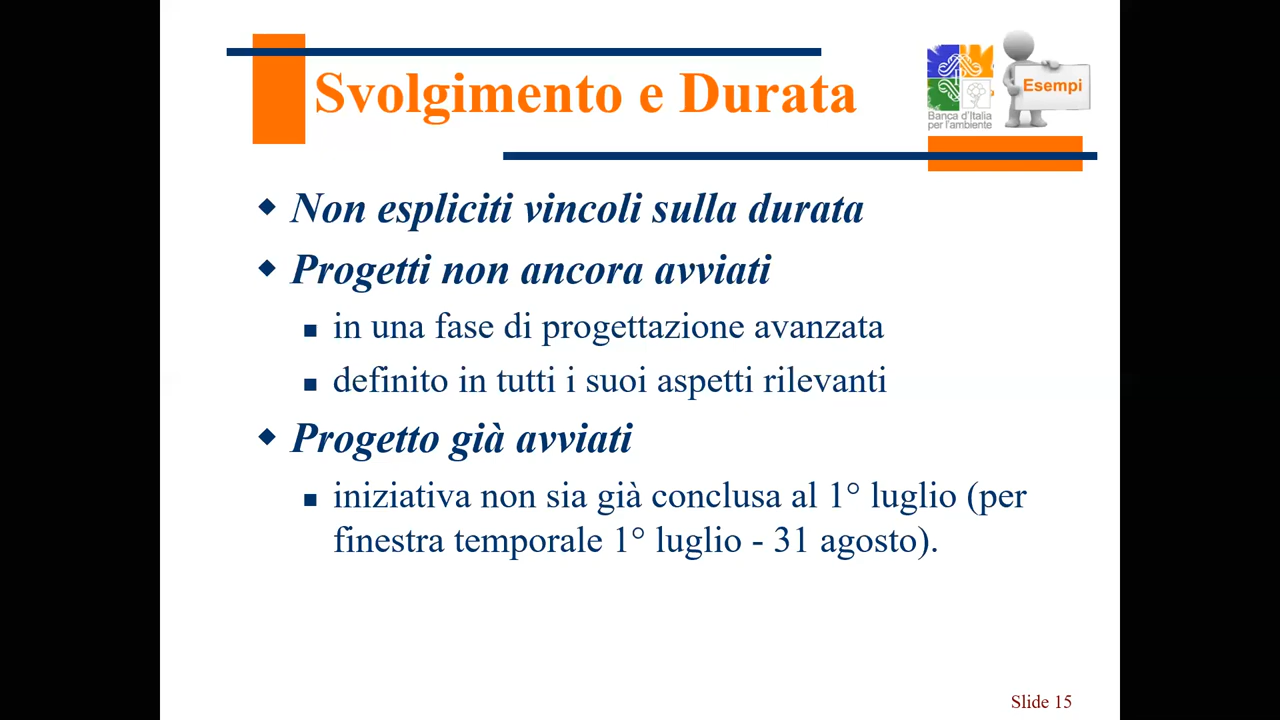 Svolgimento e Durata
Banca d'Italia
per l'ambiente
Esempi
Non espliciti vincoli sulla durata
Progetti non ancora avviati
in una fase di progettazione avanzata
definito in tutti i suoi aspetti rilevanti
Progetto già avviati
iniziativa non sia già conclusa al 1° luglio (per
finestra temporale 1° luglio - 31 agosto).
Slide 15